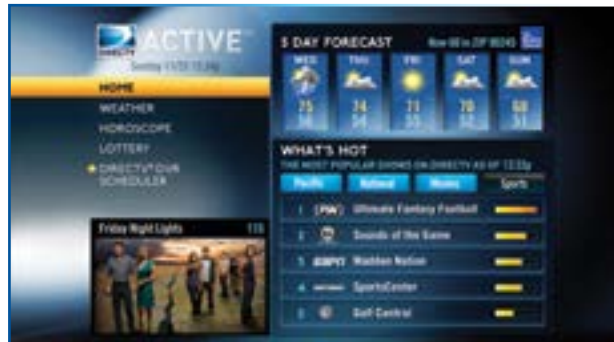 DIRECTV
ACTIVE
HOME
WEATHER
HOROSCOPE
LOTTERY
DIRECTV TOUR
SCHEDULER
Friday Night Lights
5 DAY FORECAST
WED THU FRI SAT SUN
75 74 71 70 68
WHAT'S HOT
THE MOST POPULAR SHOWS ON DIRECTV AS OF
Pacific National Movies Sports
1 Ultimate Fantasy Football
2 Sounds of the Game
3 ESPN Madden Nation
4 SportsCenter
5 Golf Central